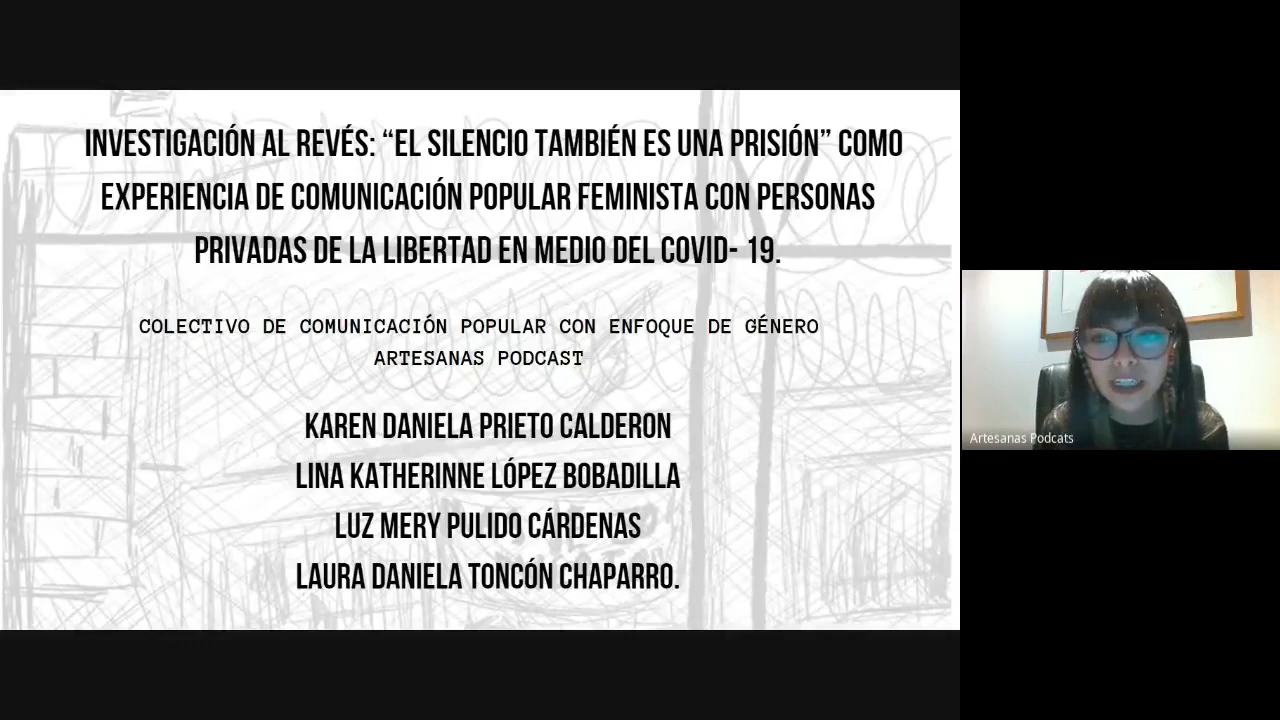 INVESTIGACIÓN AL REVÉS: “EL SILENCIO TAMBIÉN ES UNA PRISIÓN” COMO
EXPERIENCIA DE COMUNICACIÓN POPULAR FEMINISTA CON PERSONAS
PRIVADAS DE LA LIBERTAD EN MEDIO DEL COVID- 19.
COLECTIVO DE COMUNICACIÓN POPULAR CON ENFOQUE DE GÉNERO
ARTESANAS PODCAST
KAREN DANIELA PRIETO CALDERON
LINA KATHERINNE LÓPEZ BOBADILLA
LUZ MERY PULIDO CÁRDENAS
LAURA DANIELA TONCÓN CHAPARRO.
Artesanas Podcats